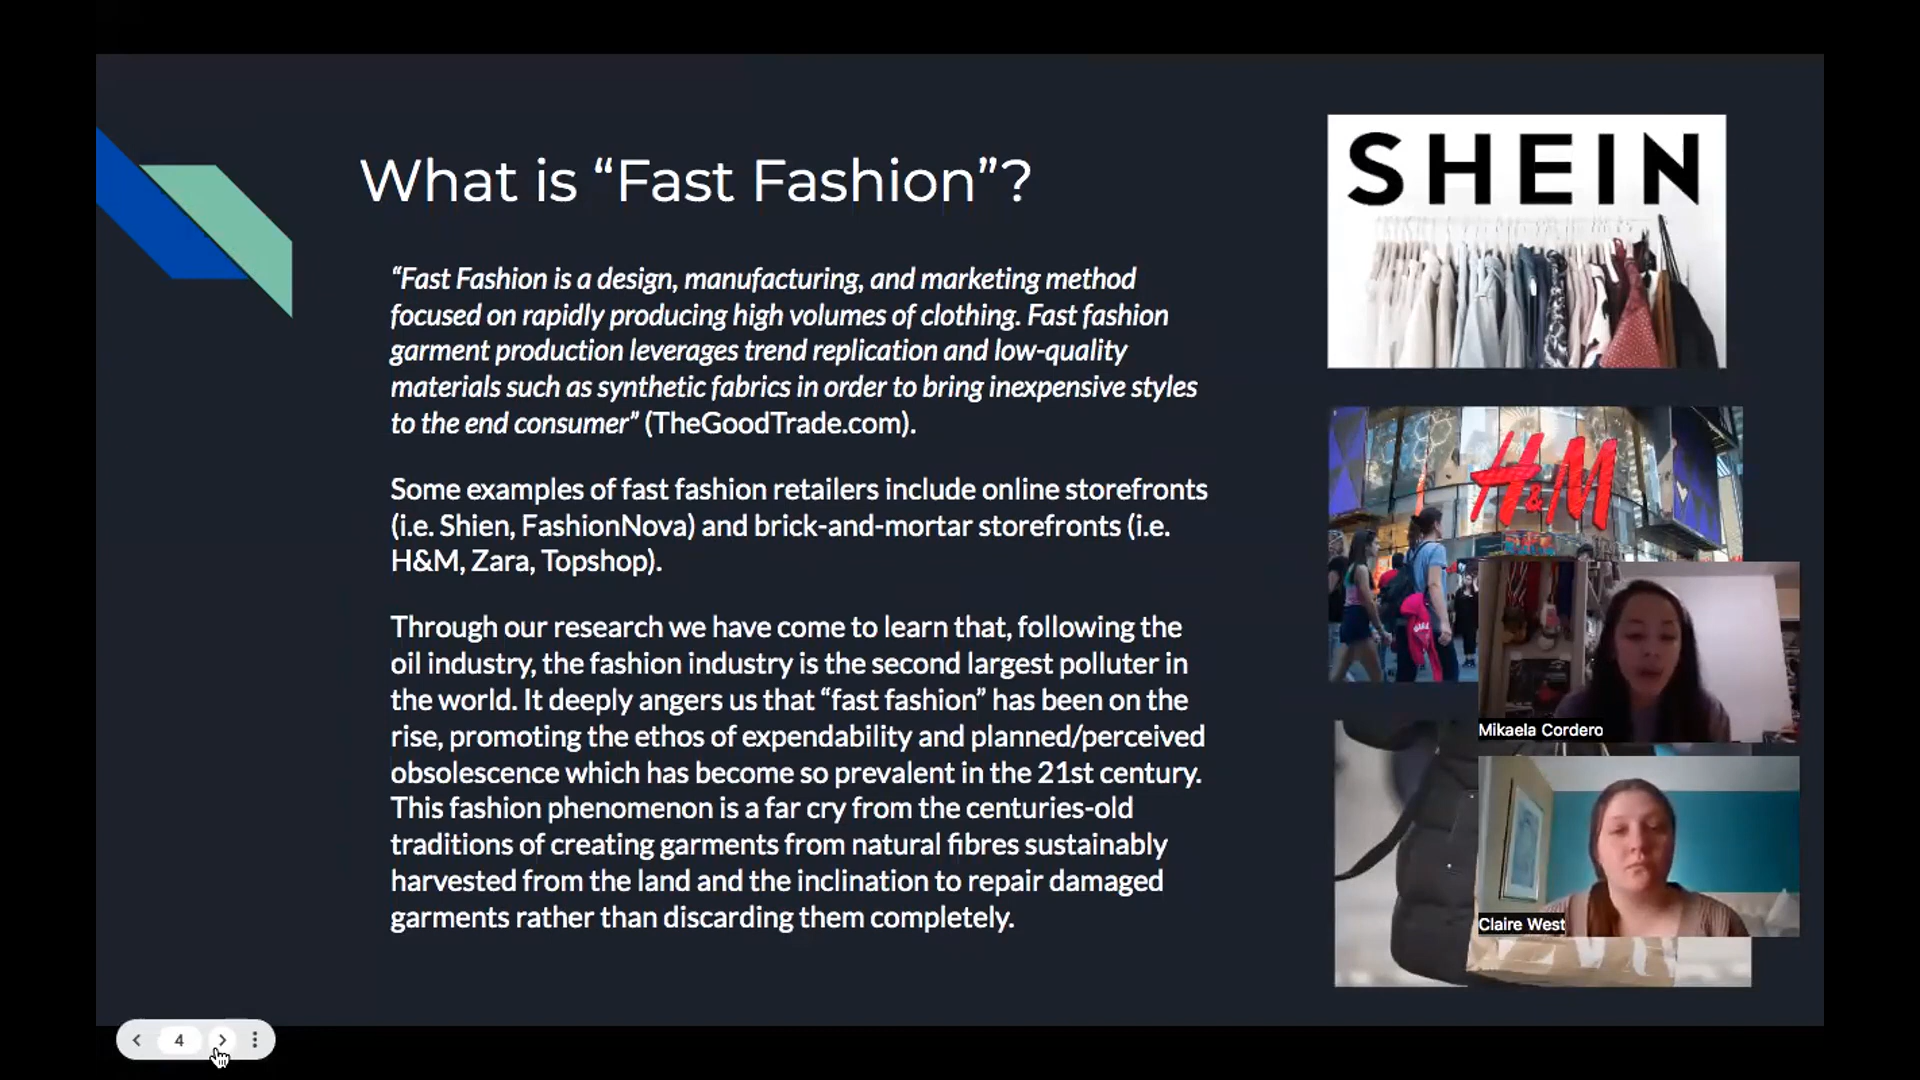 What is “Fast Fashion”?
“Fast Fashion is a design, manufacturing, and marketing method
focused on rapidly producing high volumes of clothing. Fast fashion
garment production leverages trend replication and low-quality
materials such as synthetic fabrics in order to bring inexpensive styles
to the end consumer” (TheGoodTrade.com).
Some examples of fast fashion retailers include online storefronts
(i.e. Shien, FashionNova) and brick-and-mortar storefronts (i.e.
H&M, Zara, Topshop).
Through our research we have come to learn that, following the
oil industry, the fashion industry is the second largest polluter in
the world. It deeply angers us that “fast fashion” has been on the
rise, promoting the ethos of expendability and planned/perceived
obsolescence which has become so prevalent in the 21st century.
This fashion phenomenon is a far cry from the centuries-old
traditions of creating garments from natural fibres sustainably
harvested from the land and the inclination to repair damaged
garments rather than discarding them completely.
SHEIN
H&M
Mikaela Cordero
Claire West
4